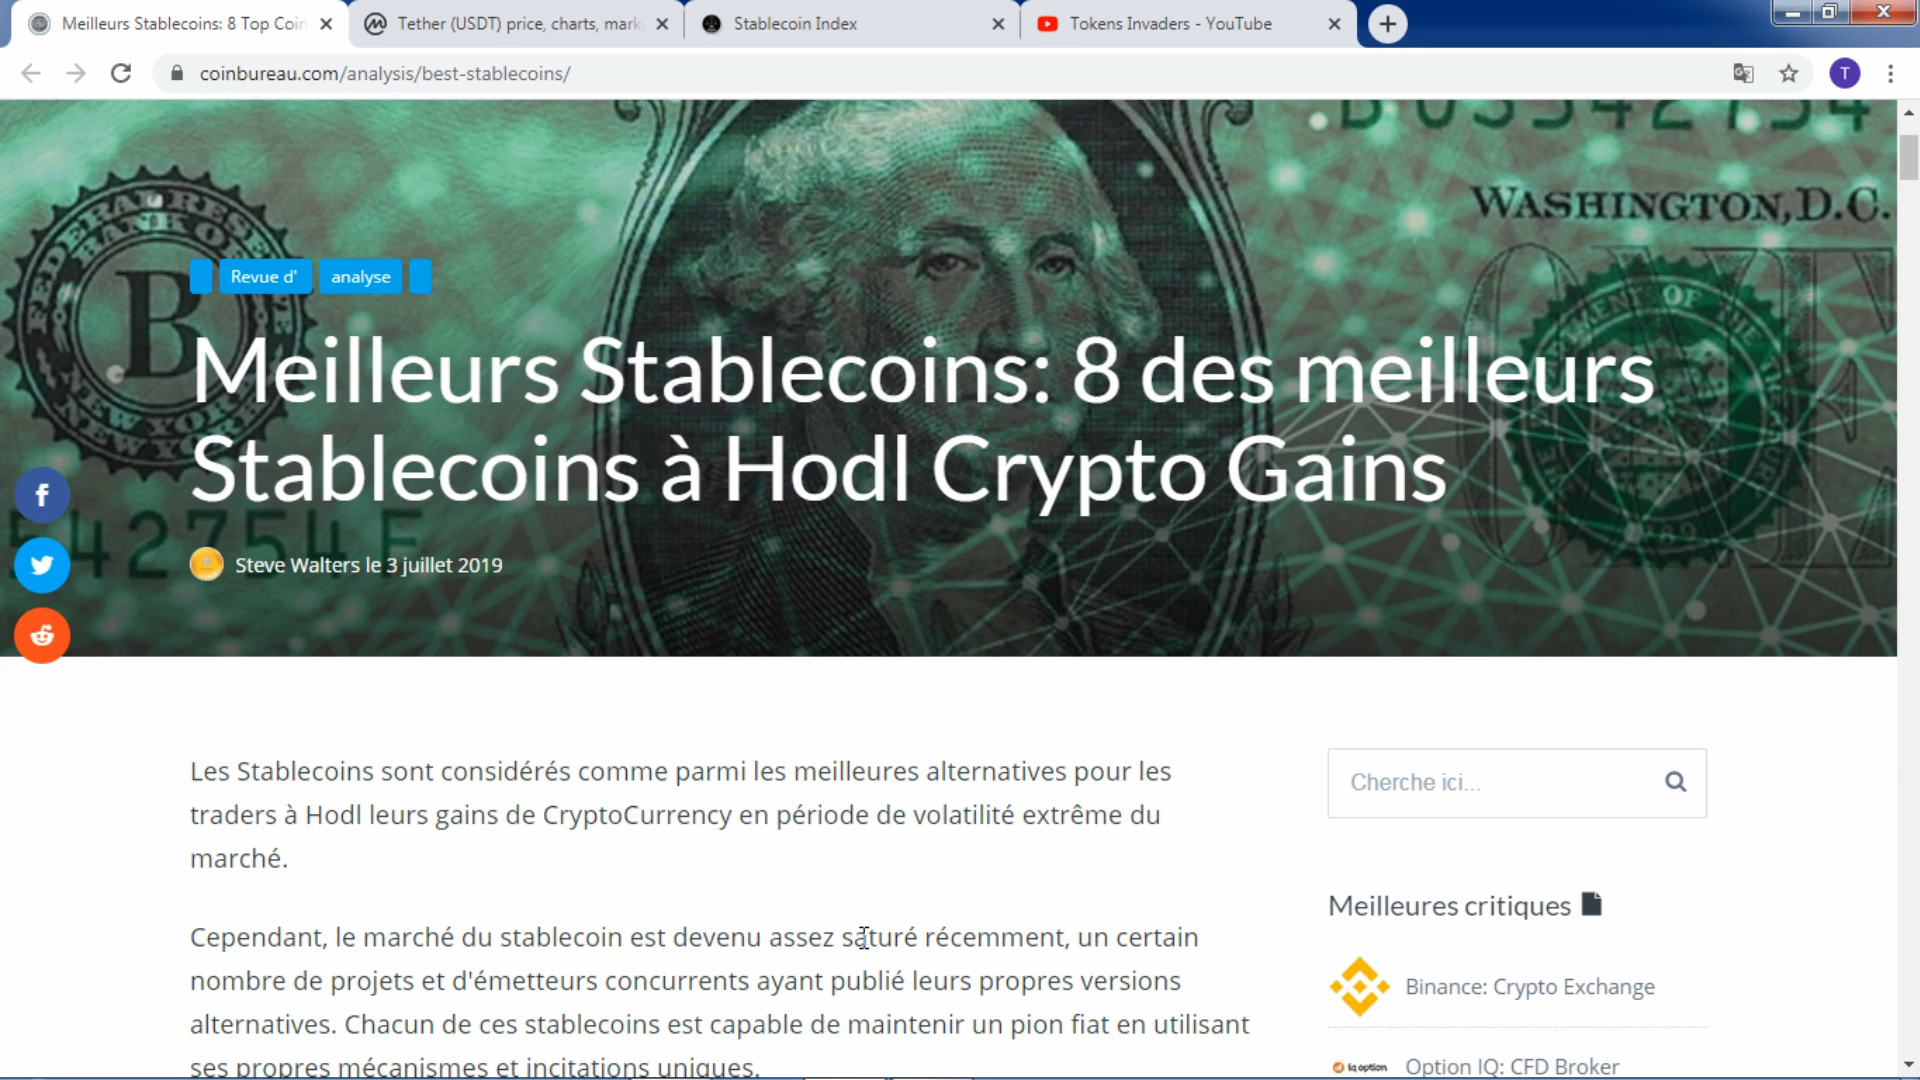 Meilleurs Stablecoins: 8 Top Coin
Tether (USDT) price, charts, mark
Stablecoin Index
Tokens Invaders - YouTube
coinbureau.com/analysis/best-stablecoins/
T
B 05542754
WASHINGTON, D.C.
B
Revue d'
analyse
Meilleurs Stablecoins: 8 des meilleurs
Stablecoins à Hodl Crypto Gains
Steve Walters le 3 juillet 2019
Les Stablecoins sont considérés comme parmi les meilleures alternatives pour les
traders à Hodl leurs gains de CryptoCurrency en période de volatilité extrême du
marché.
Cependant, le marché du stablecoin est devenu assez saturé récemment, un certain
nombre de projets et d'émetteurs concurrents ayant publié leurs propres versions
alternatives. Chacun de ces stablecoins est capable de maintenir un pion fiat en utilisant
ses propres mécanismes et incitations uniques.
Cherche ici...
Meilleures critiques
Binance: Crypto Exchange
iq option
Option IQ: CFD Broker